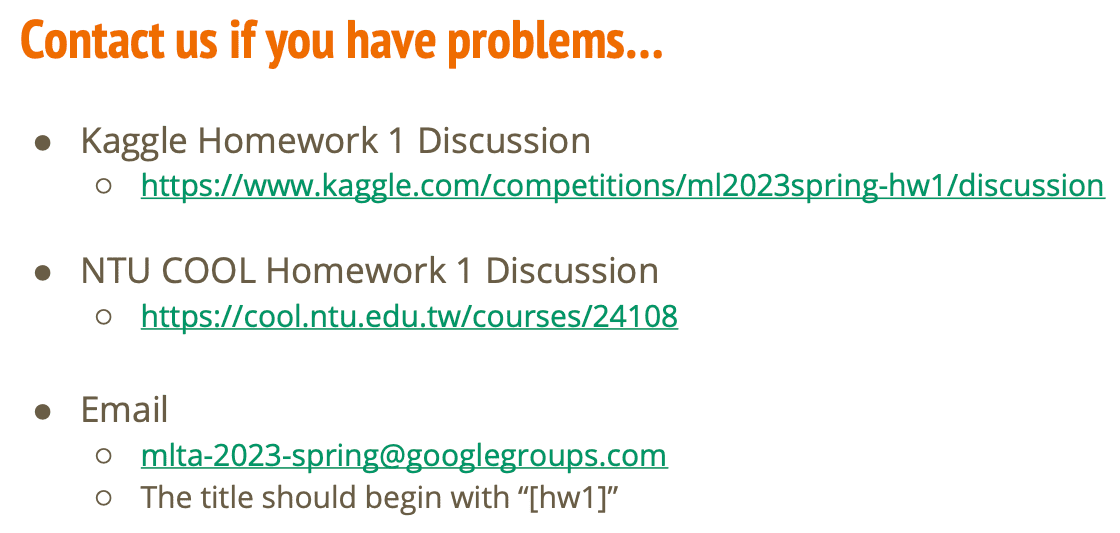 Contact us if you have problems...
● Kaggle Homework 1 Discussion
○ https://www.kaggle.com/competitions/ml2023spring-hw1/discussion
● NTU COOL Homework 1 Discussion
○ https://cool.ntu.edu.tw/courses/24108
● Email
○ mlta-2023-spring@googlegroups.com
○ The title should begin with “[hw1]”